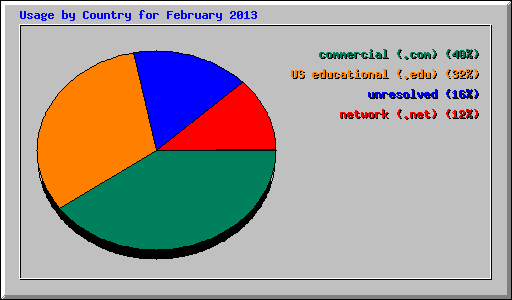 Usage by Country for February 2013
commercial (.com) (40%)
US educational (.edu) (32%)
unresolved (16%)
network (.net) (12%)